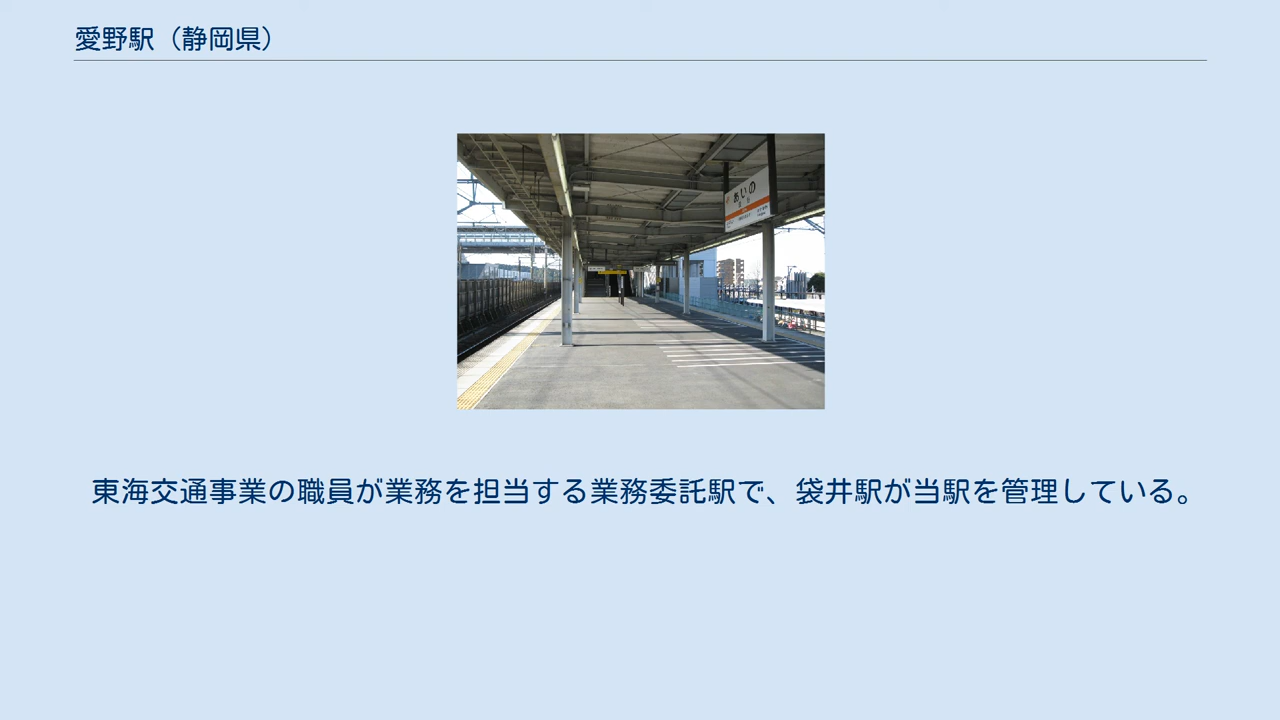 愛野駅（静岡県）
あいの
東海交通事業の職員が業務を担当する業務委託駅で、袋井駅が当駅を管理している。